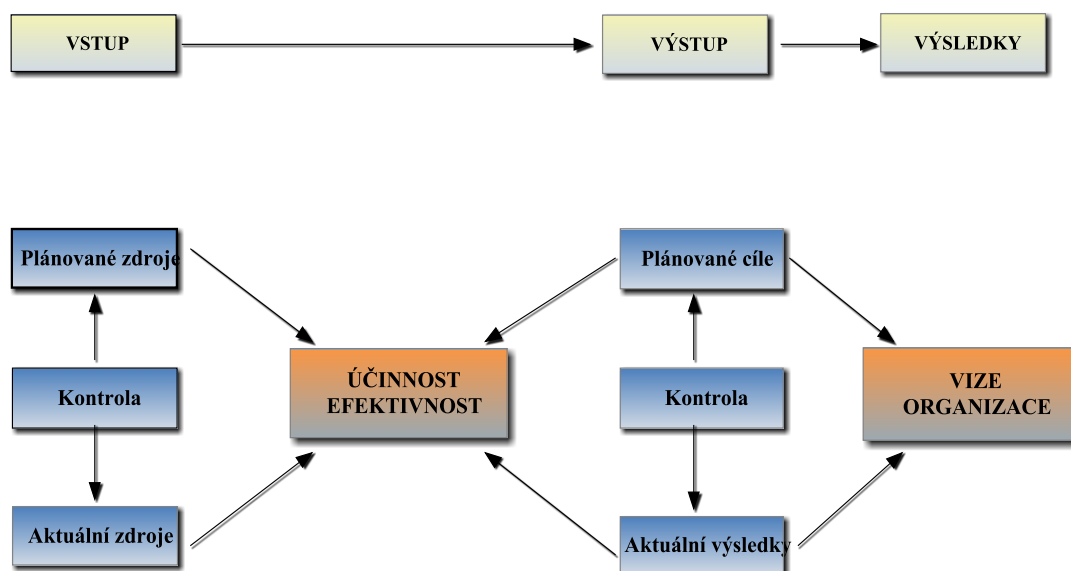 VSTUP
VÝSTUP
VÝSLEDKY
Plánované zdroje
Plánované cíle
ÚČINNOST
EFEKTIVNOST
VIZE
ORGANIZACE
Kontrola
Kontrola
Aktuální zdroje
Aktuální výsledky